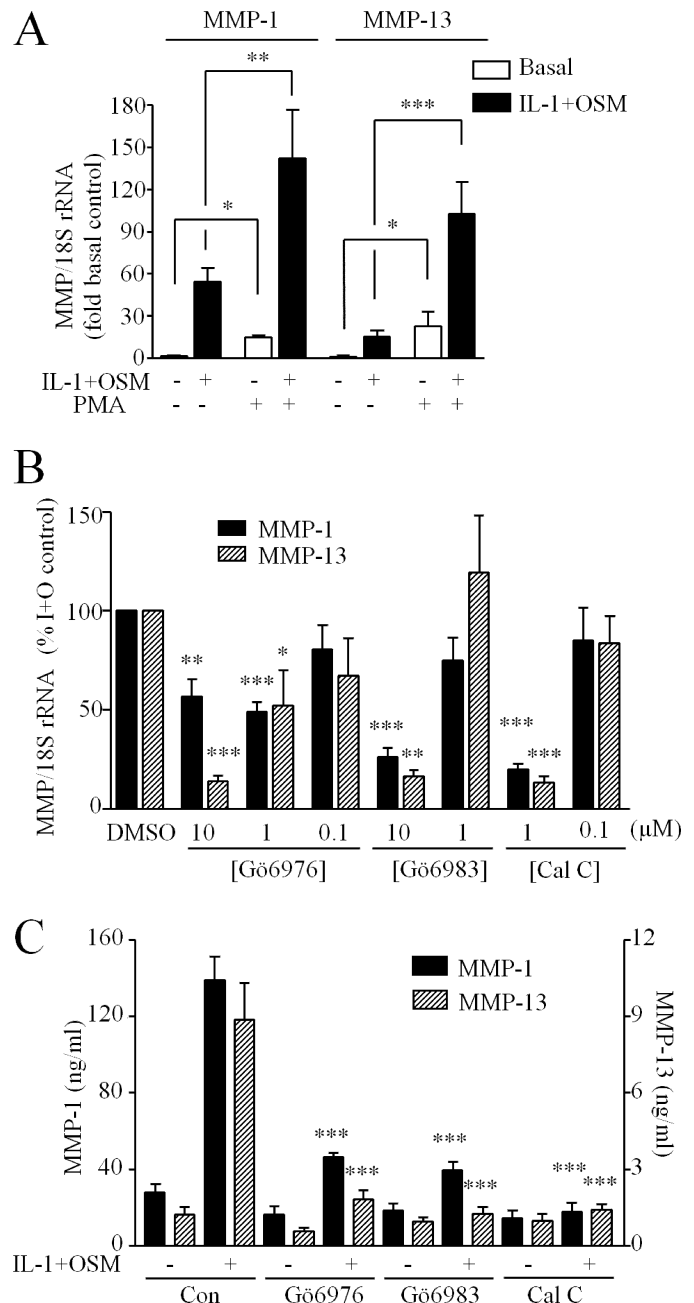 A
MMP-1 MMP-13
Basal
IL-1+OSM
** ***
* *
MMP/18S rRNA
(fold basal control)
180
150
120
90
60
30
0
IL-1+OSM - + - + - + - +
PMA - - + + - - + +
B
MMP/18S rRNA (% I+O control)
150
100
50
0
MMP-1
MMP-13
** *** *** * *** ** *** ***
DMSO 10 1 0.1 10 1 1 0.1 (µM)
[Gö6976] [Gö6983] [Cal C]
C
MMP-1 (ng/ml)
160
120
80
40
0
MMP-1
MMP-13
12
9
6
3
0
MMP-13
(ng/ml)
*** *** *** *** *** ***
IL-1+OSM - + - + - + - +
Con Gö6976 Gö6983 Cal C